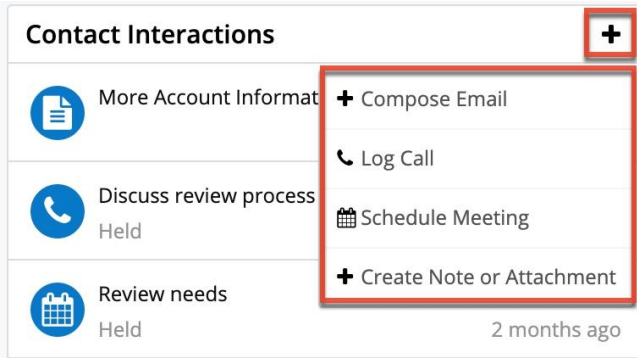 Contact Interactions
More Account Informat
Compose Email
Log Call
Discuss review process
Held
Schedule Meeting
Review needs
Create Note or Attachment
Held
2 months ago